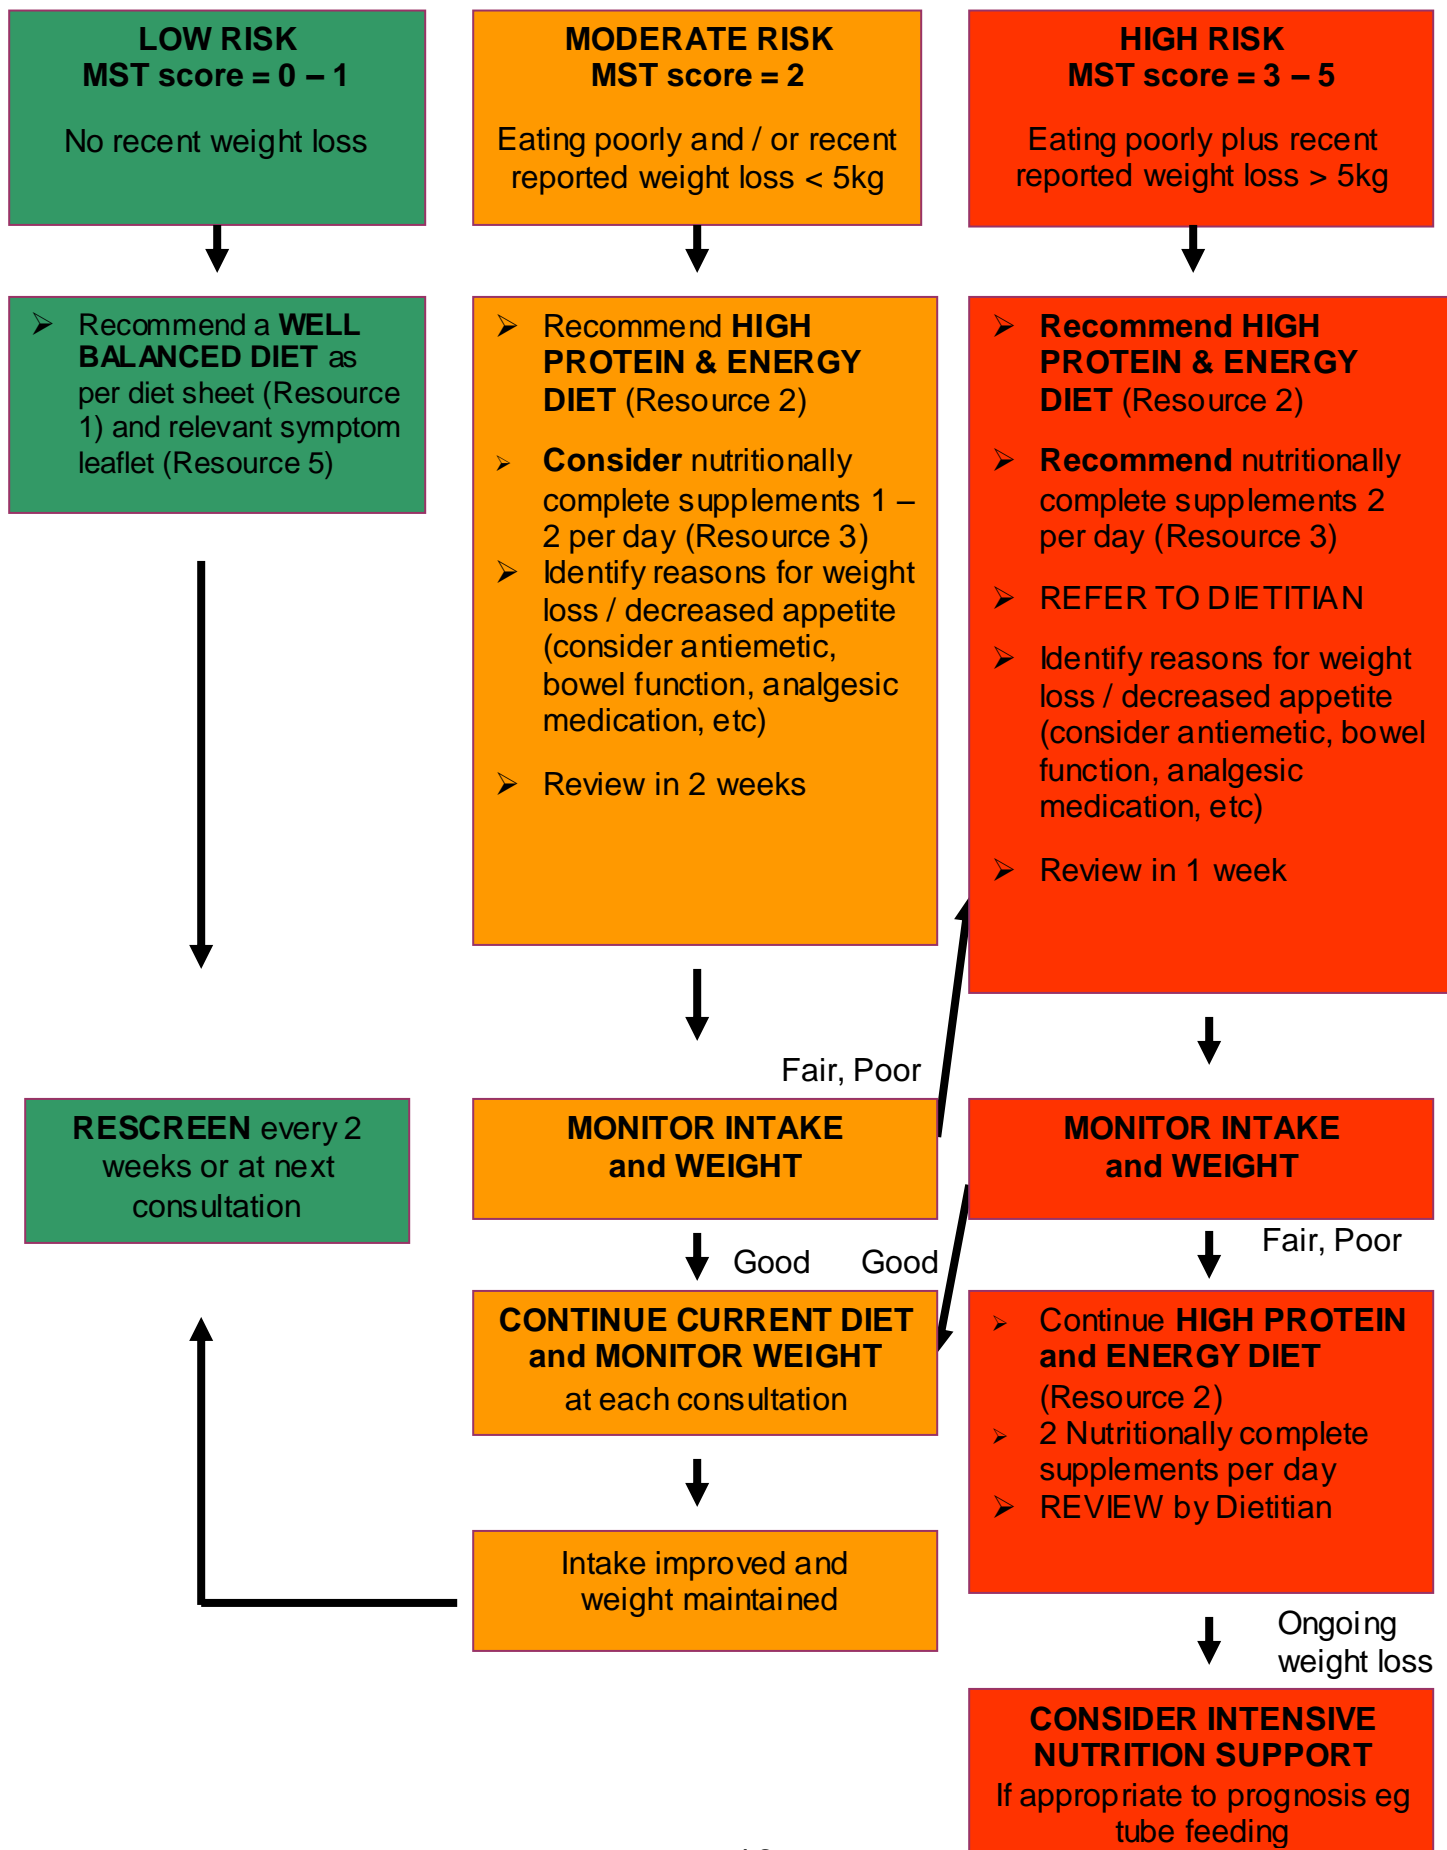 LOW RISK
MST score = 0 – 1
No recent weight loss
MODERATE RISK
MST score = 2
Eating poorly and / or recent
reported weight loss < 5kg
HIGH RISK
MST score = 3 – 5
Eating poorly plus recent
reported weight loss > 5kg
➢ Recommend a WELL
BALANCED DIET as
per diet sheet (Resource
1) and relevant symptom
leaflet (Resource 5)
➢ Recommend HIGH
PROTEIN & ENERGY
DIET (Resource 2)
➢ Consider nutritionally
complete supplements 1 –
2 per day (Resource 3)
➢ Identify reasons for weight
loss / decreased appetite
(consider antiemetic,
bowel function, analgesic
medication, etc)
➢ Review in 2 weeks
➢ Recommend HIGH
PROTEIN & ENERGY
DIET (Resource 2)
➢ Recommend nutritionally
complete supplements 2
per day (Resource 3)
➢ REFER TO DIETITIAN
➢ Identify reasons for weight
loss / decreased appetite
(consider antiemetic, bowel
function, analgesic
medication, etc)
➢ Review in 1 week
Fair, Poor
RESCREEN every 2
weeks or at next
consultation
MONITOR INTAKE
and WEIGHT
MONITOR INTAKE
and WEIGHT
Good
Good
Fair, Poor
CONTINUE CURRENT DIET
and MONITOR WEIGHT
at each consultation
➢ Continue HIGH PROTEIN
and ENERGY DIET
(Resource 2)
➢ 2 Nutritionally complete
supplements per day
➢ REVIEW by Dietitian
Intake improved and
weight maintained
Ongoing
weight loss
CONSIDER INTENSIVE
NUTRITION SUPPORT
If appropriate to prognosis eg
tube feeding